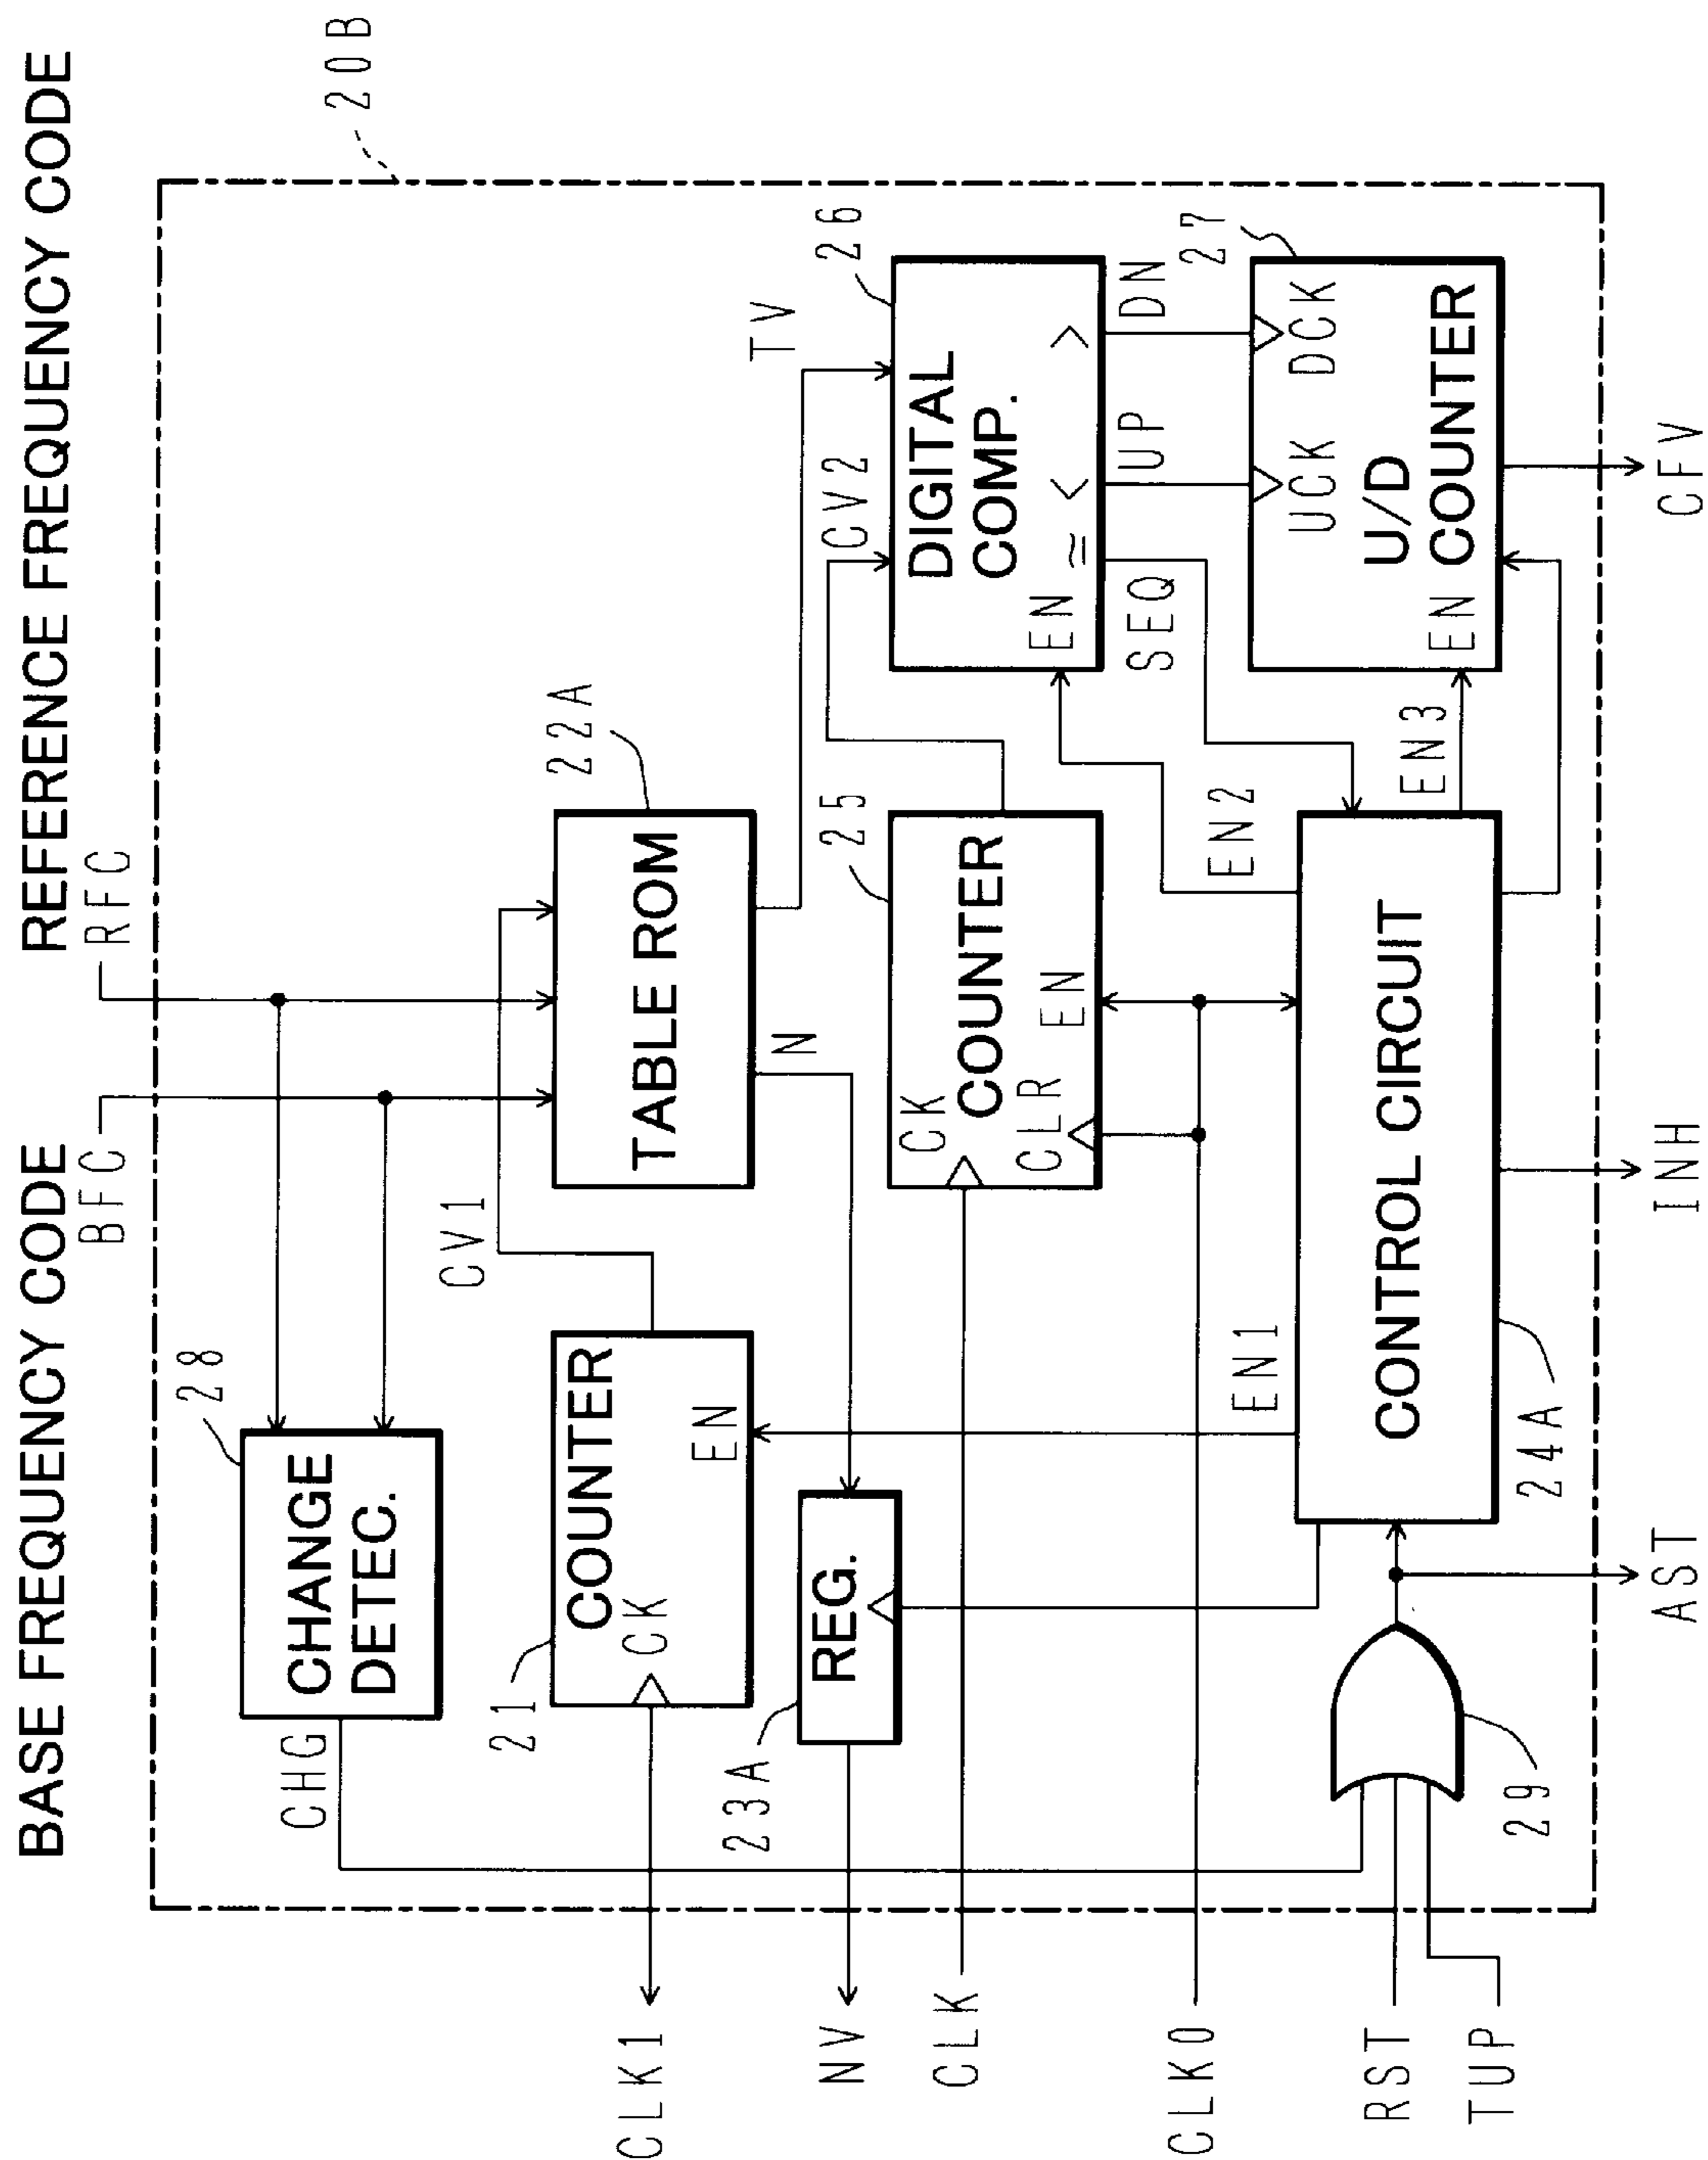 BASE FREQUENCY CODE
REFERENCE FREQUENCY CODE
BFC
RFC
20B
28
CHANGE
DETEC.
CHG
CV1
22A
TABLE ROM
N
TV
21
COUNTER
CK
EN
23A
REG.
25
COUNTER
CK
CLR
EN
CV2
26
DIGITAL
COMP.
EN
≅
<
>
SEQ
UP
DN
27
UCK
DCK
U/D
COUNTER
EN
EN1
EN2
EN3
CONTROL CIRCUIT
24A
29
CLK1
NV
CLK
CLK0
RST
TUP
AST
INH
CFV